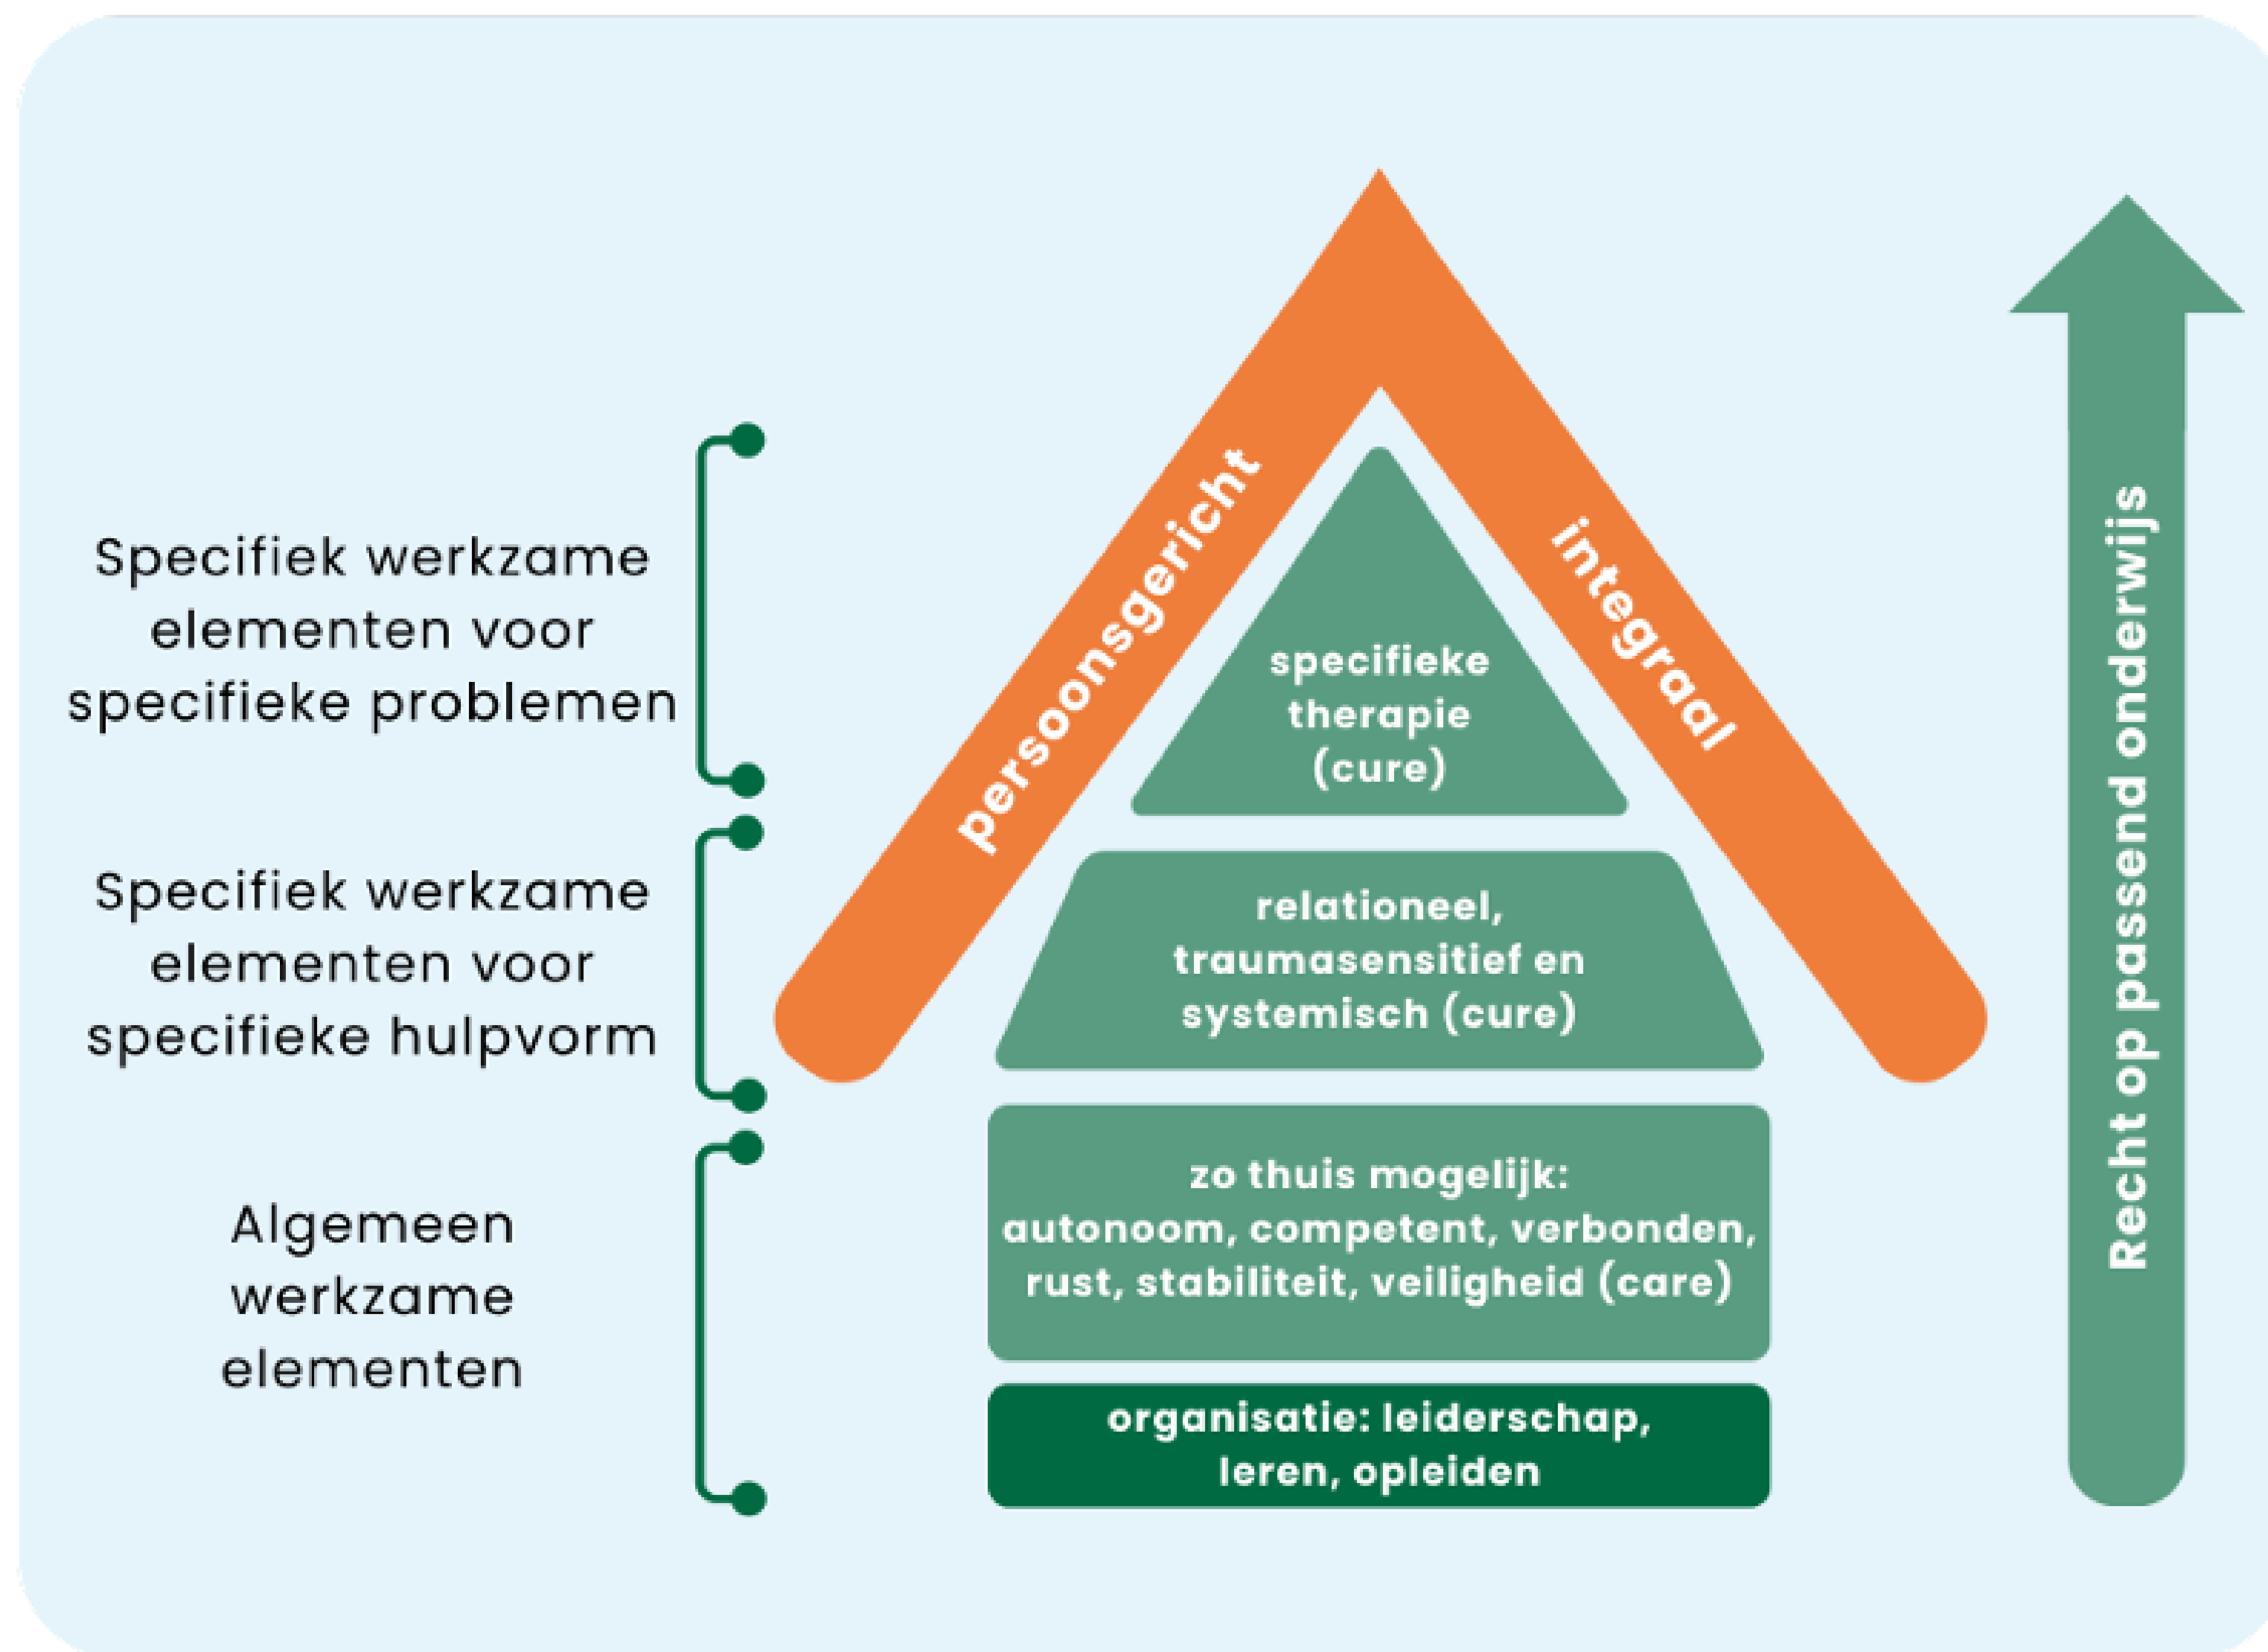 Specifiek werkzame
elementen voor
specifieke problemen
Specifiek werkzame
elementen voor
specifieke hulpvorm
Algemeen
werkzame
elementen
persoonsgericht
integraal
specifieke
therapie
(cure)
relationeel,
traumasensitief en
systemisch (cure)
zo thuis mogelijk:
autonoom, competent, verbonden,
rust, stabiliteit, veiligheid (care)
organisatie: leiderschap,
leren, opleiden
Recht op passend onderwijs